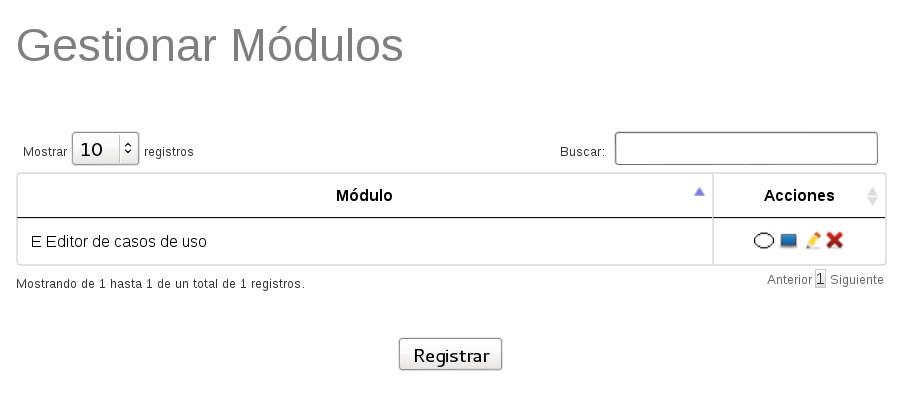 Gestionar Módulos
Mostrar 10 registros Buscar:
Módulo Acciones
E Editor de casos de uso
Mostrando de 1 hasta 1 de un total de 1 registros. Anterior 1 Siguiente
Registrar